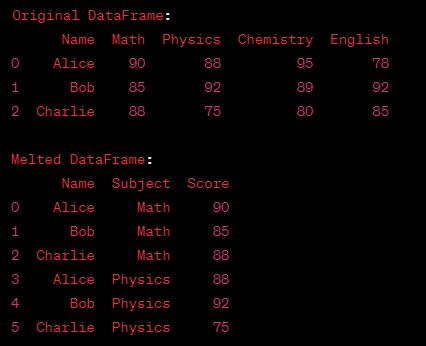 Original DataFrame:
Name Math Physics Chemistry English
0 Alice 90 88 95 78
1 Bob 85 92 89 92
2 Charlie 88 75 80 85
Melted DataFrame:
Name Subject Score
0 Alice Math 90
1 Bob Math 85
2 Charlie Math 88
3 Alice Physics 88
4 Bob Physics 92
5 Charlie Physics 75